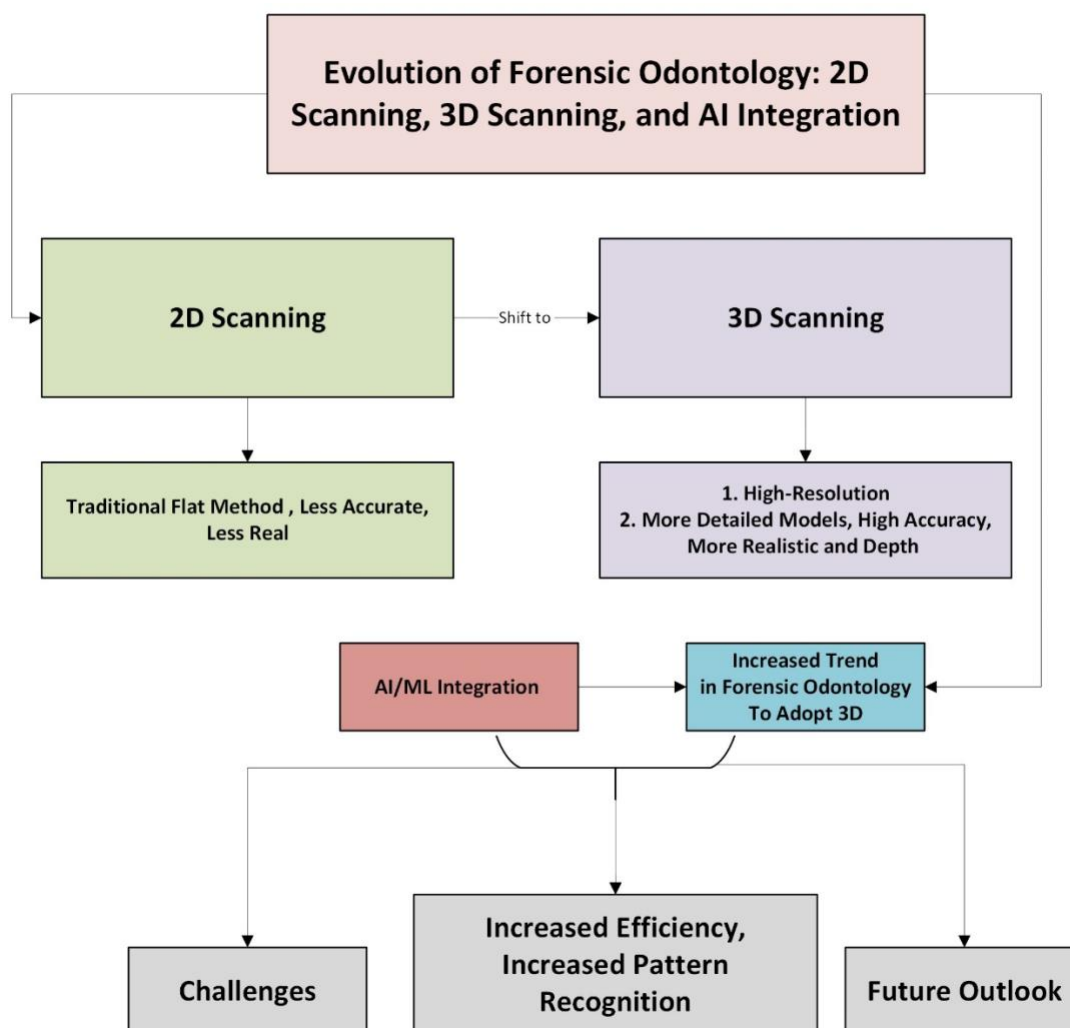 Evolution of Forensic Odontology: 2D
Scanning, 3D Scanning, and AI Integration
2D Scanning
Shift to
3D Scanning
Traditional Flat Method , Less Accurate,
Less Real
1. High-Resolution
2. More Detailed Models, High Accuracy,
More Realistic and Depth
AI/ML Integration
Increased Trend
in Forensic Odontology
To Adopt 3D
Challenges
Increased Efficiency,
Increased Pattern
Recognition
Future Outlook